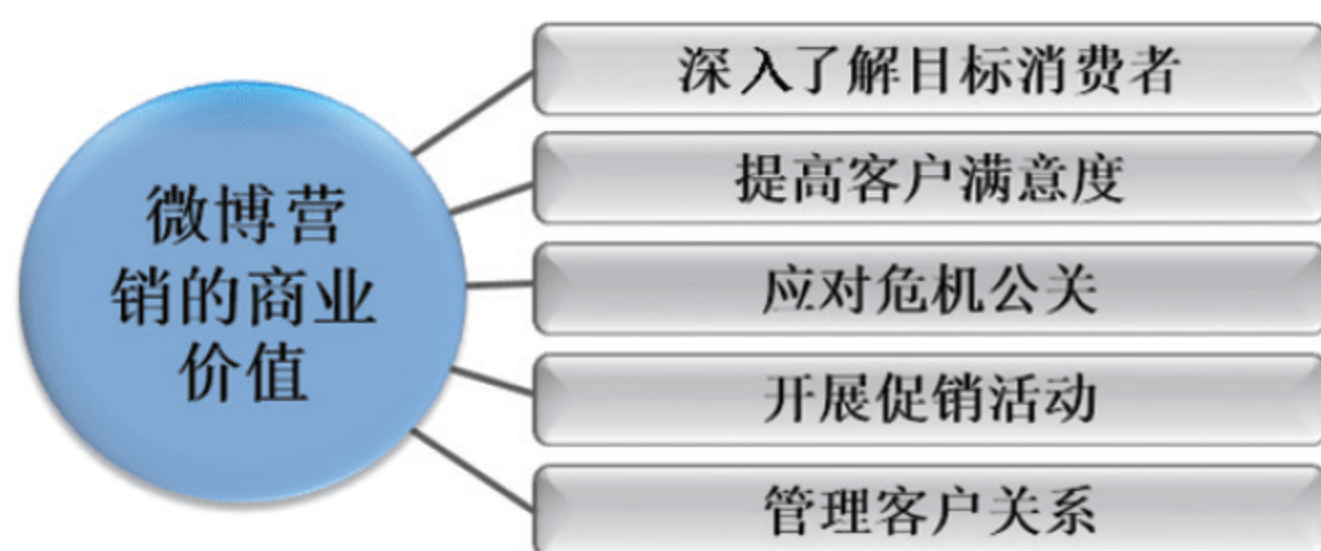 微博营
销的商业
价值
深入了解目标消费者
提高客户满意度
应对危机公关
开展促销活动
管理客户关系